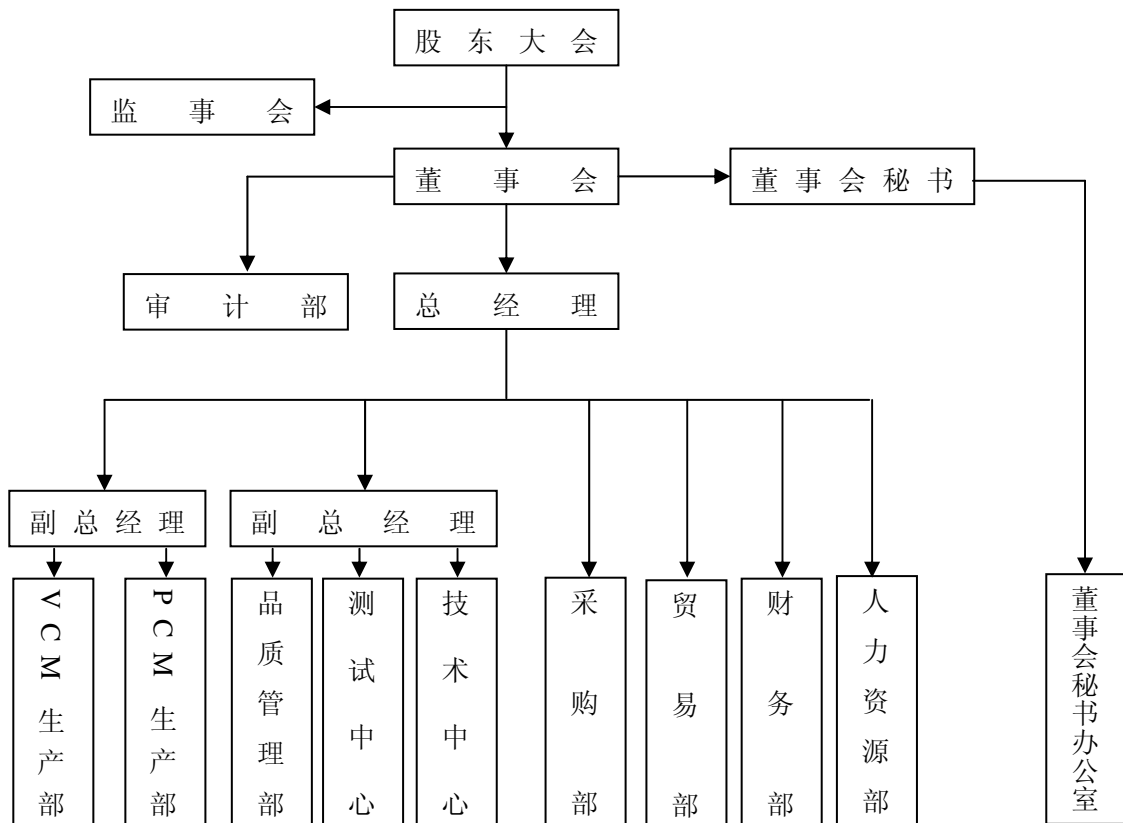 股东大会
监事会
董事会
董事会秘书
审计部
总经理
副总经理
副总经理
VCM生产部
PCM生产部
品质管理部
测试中心
技术中心
采购部
贸易部
财务部
人力资源部
董事会秘书办公室